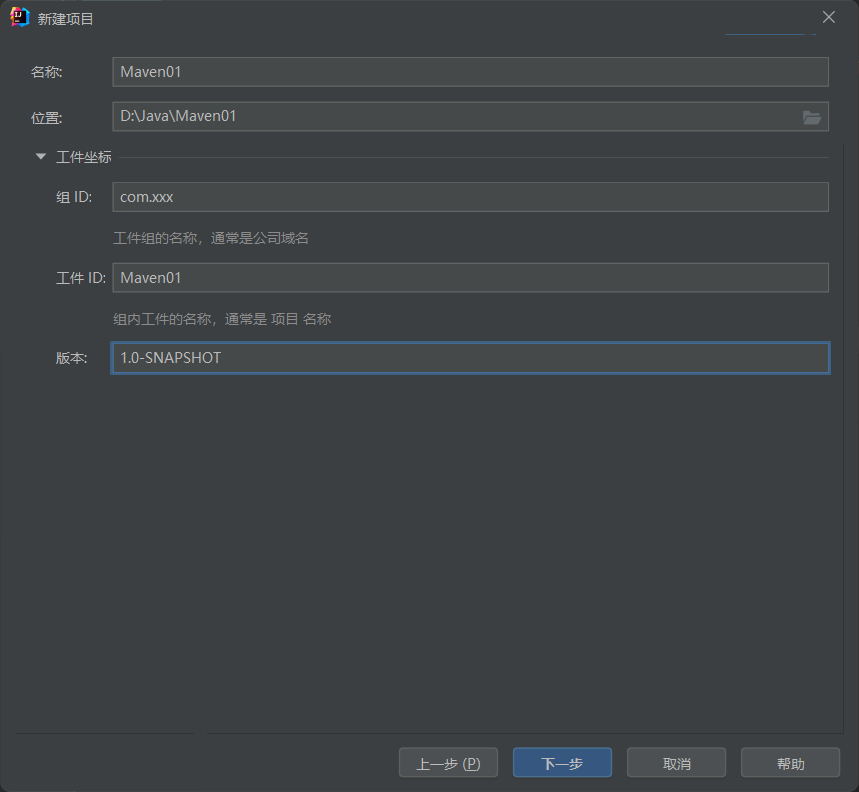 新建项目
名称: Maven01
位置: D:\Java\Maven01
工件坐标
组 ID: com.xxx
工件组的名称，通常是公司域名
工件 ID: Maven01
组内工件的名称，通常是 项目 名称
版本: 1.0-SNAPSHOT
上一步 (P) 下一步 取消 帮助